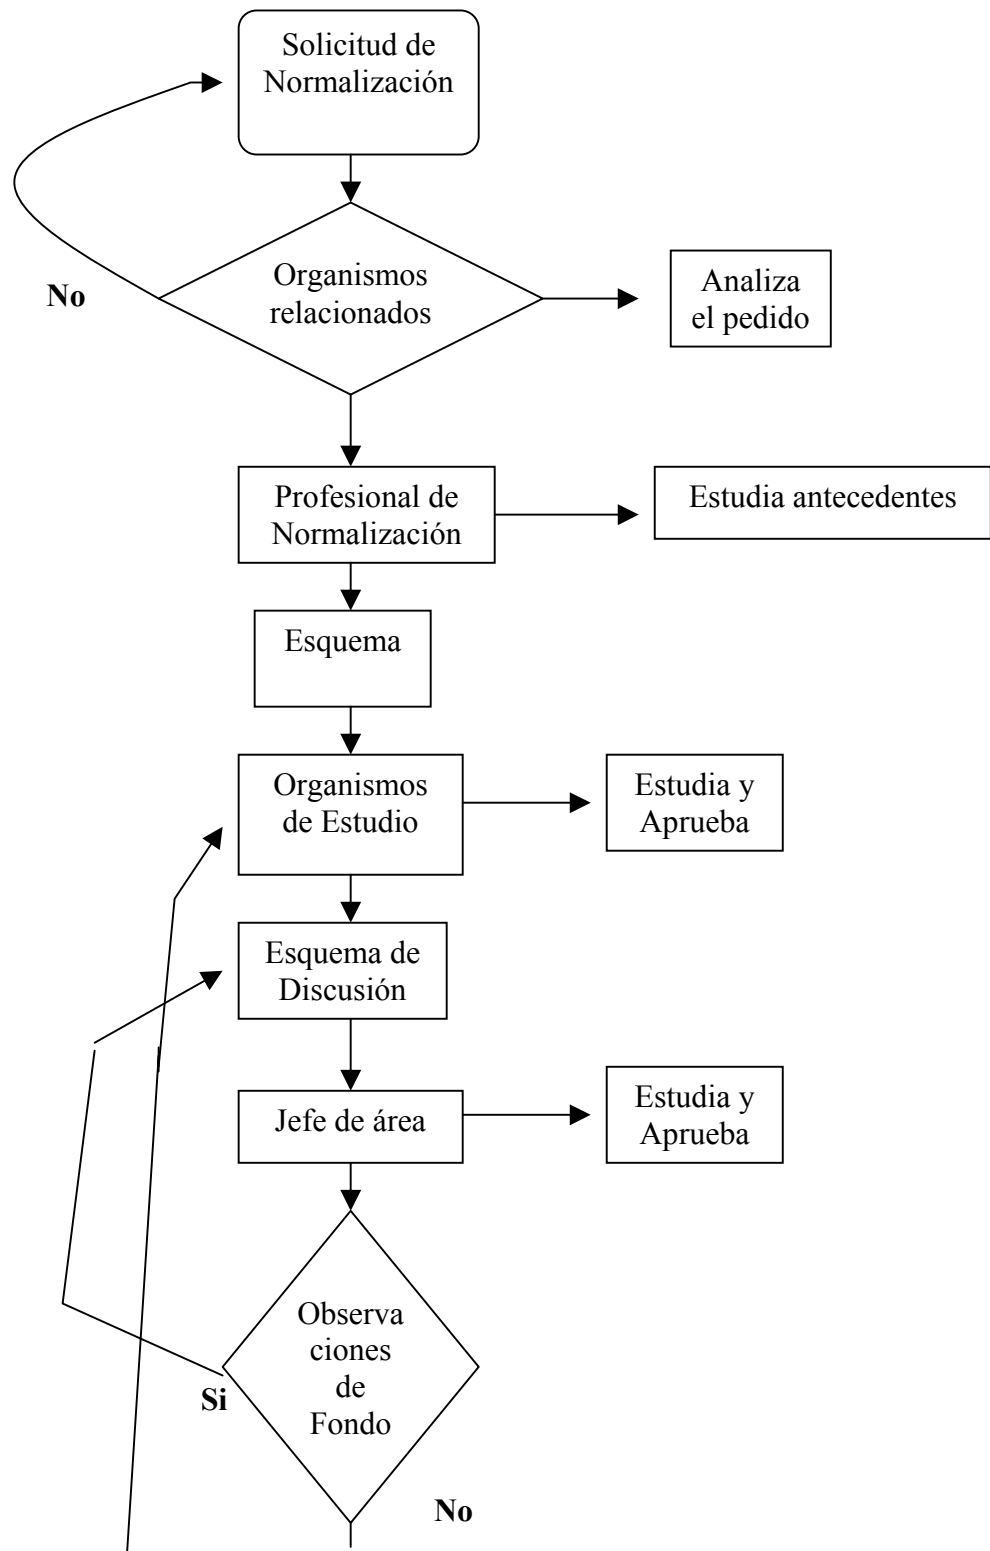 Solicitud de
Normalización
No
Organismos
relacionados
Analiza
el pedido
Profesional de
Normalización
Estudia antecedentes
Esquema
Organismos
de Estudio
Estudia y
Aprueba
Esquema de
Discusión
Jefe de área
Estudia y
Aprueba
Observa
ciones
de
Fondo
Si
No